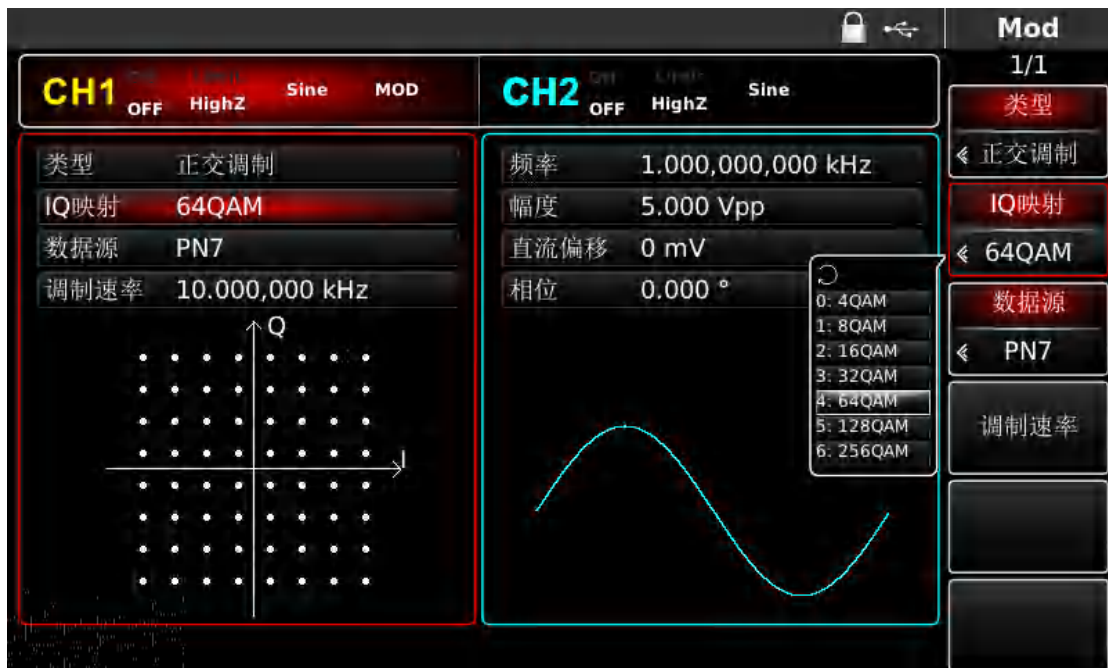 Mod
1/1
CH1 OFF HighZ Sine MOD
CH2 OFF HighZ Sine
类型 正交调制
IQ映射 64QAM
数据源 PN7
调制速率 10.000,000 kHz
Q
I
频率 1.000,000,000 kHz
幅度 5.000 Vpp
直流偏移 0 mV
相位 0.000 °
0: 4QAM
1: 8QAM
2: 16QAM
3: 32QAM
4: 64QAM
5: 128QAM
6: 256QAM
类型
正交调制
IQ映射
64QAM
数据源
PN7
调制速率